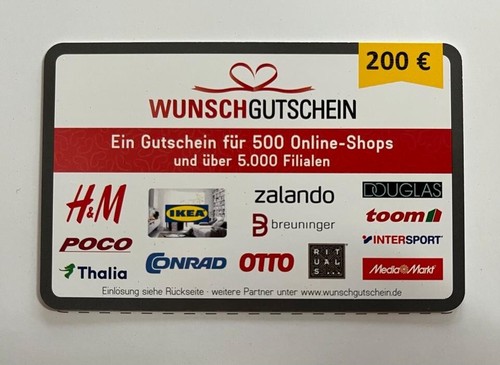 200 €
WUNSCHGUTSCHEIN
Ein Gutschein für 500 Online-Shops
und über 5.000 Filialen
H&M
IKEA
zalando
DOUGLAS
breuninger
toom
POCO
INTERSPORT
Thalia
CONRAD
OTTO
RITUALS...
MediaMarkt
Einlösung siehe Rückseite · weitere Partner unter www.wunschgutschein.de